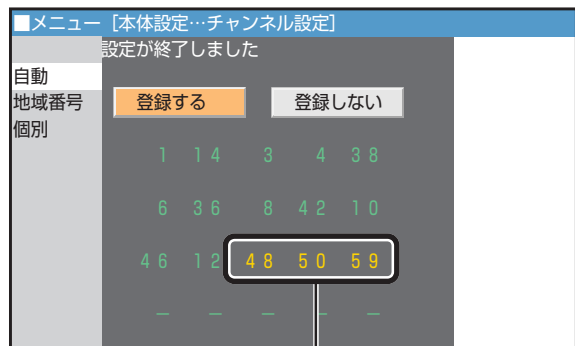 ■メニュー [本体設定…チャンネル設定]
設定が終了しました
自動
地域番号
個別
登録する 登録しない
1 14 3 4 38
6 36 8 42 10
46 12 48 50 59
− − − − −